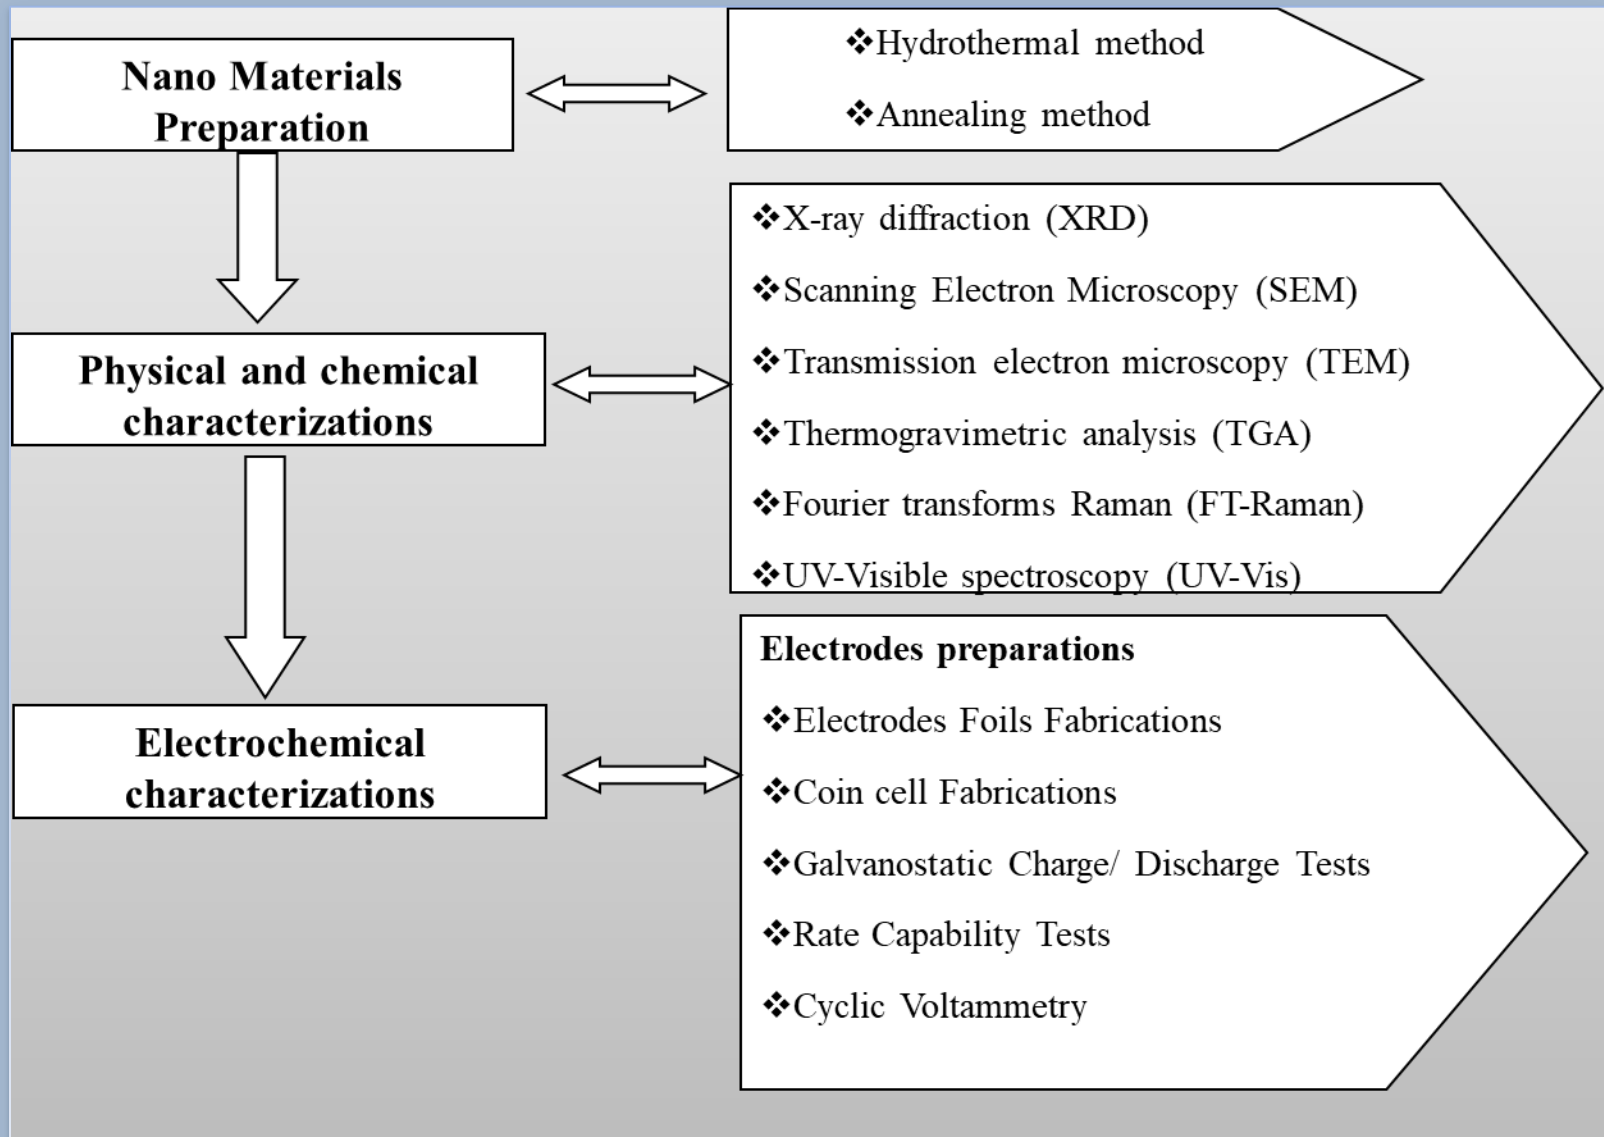 Nano Materials
Preparation
❖Hydrothermal method
❖Annealing method
Physical and chemical
characterizations
❖X-ray diffraction (XRD)
❖Scanning Electron Microscopy (SEM)
❖Transmission electron microscopy (TEM)
❖Thermogravimetric analysis (TGA)
❖Fourier transforms Raman (FT-Raman)
❖UV-Visible spectroscopy (UV-Vis)
Electrochemical
characterizations
Electrodes preparations
❖Electrodes Foils Fabrications
❖Coin cell Fabrications
❖Galvanostatic Charge/ Discharge Tests
❖Rate Capability Tests
❖Cyclic Voltammetry